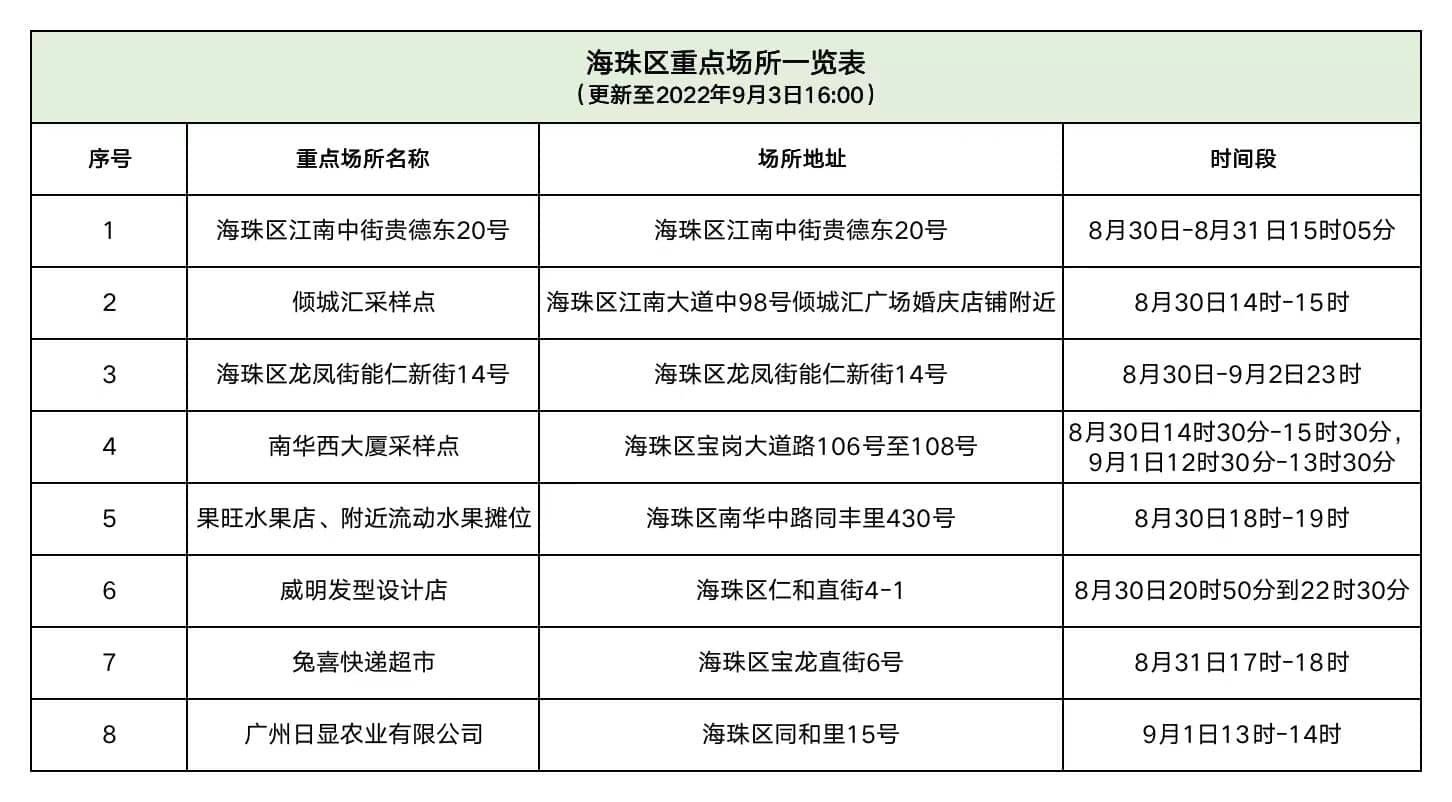 海珠区重点场所一览表
（更新至2022年9月3日16:00）
序号 重点场所名称 场所地址 时间段
1 海珠区江南中街贵德东20号 海珠区江南中街贵德东20号 8月30日-8月31日15时05分
2 倾城汇采样点 海珠区江南大道中98号倾城汇广场婚庆店铺附近 8月30日14时-15时
3 海珠区龙凤街能仁新街14号 海珠区龙凤街能仁新街14号 8月30日-9月2日23时
4 南华西大厦采样点 海珠区宝岗大道路106号至108号 8月30日14时30分-15时30分，
9月1日12时30分-13时30分
5 果旺水果店、附近流动水果摊位 海珠区南华中路同丰里430号 8月30日18时-19时
6 威明发型设计店 海珠区仁和直街4-1 8月30日20时50分到22时30分
7 兔喜快递超市 海珠区宝龙直街6号 8月31日17时-18时
8 广州日显农业有限公司 海珠区同和里15号 9月1日13时-14时